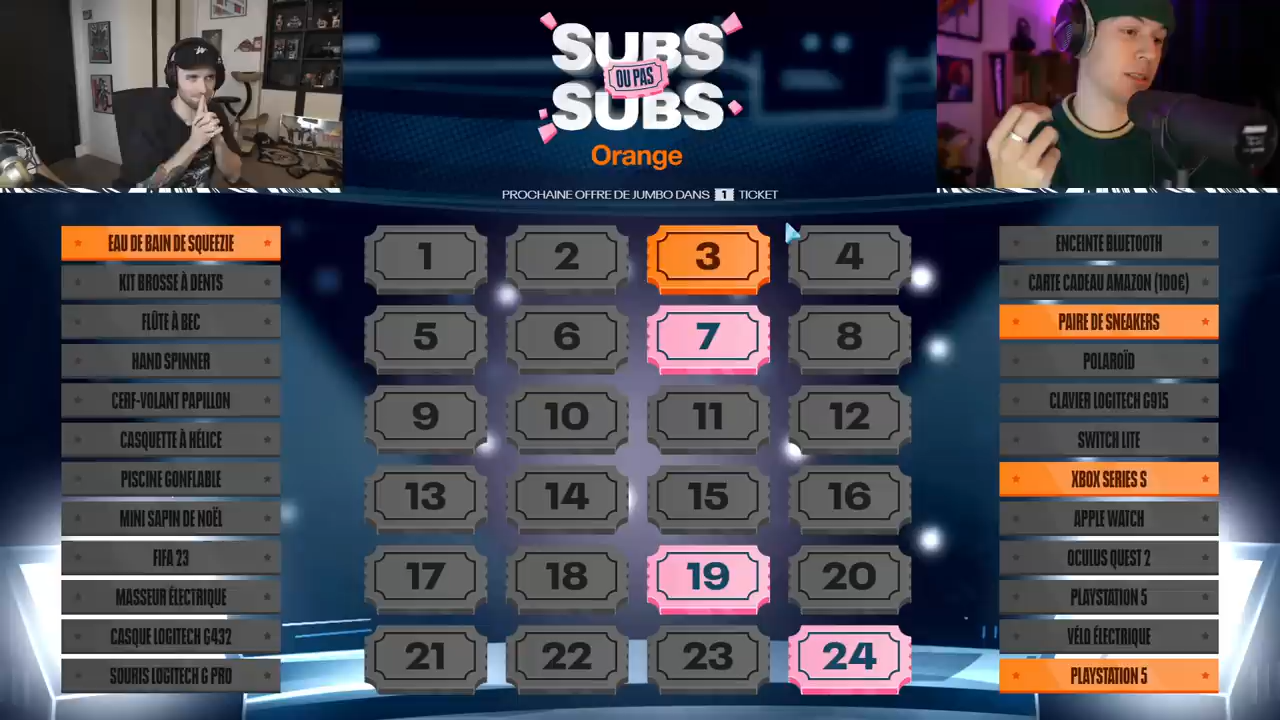 SUBS
OU PAS
SUBS
Orange
PROCHAINE OFFRE DE JUMBO DANS 1 TICKET
EAU DE BAIN DE SQUEEZIE
KIT BROSSE À DENTS
FLÛTE À BEC
HAND SPINNER
CERF-VOLANT PAPILLON
CASQUETTE À HÉLICE
PISCINE GONFLABLE
MINI SAPIN DE NOËL
FIFA 23
MASSEUR ÉLECTRIQUE
CASQUE LOGITECH G432
SOURIS LOGITECH G PRO
1 2 3 4
5 6 7 8
9 10 11 12
13 14 15 16
17 18 19 20
21 22 23 24
ENCEINTE BLUETOOTH
CARTE CADEAU AMAZON (100€)
PAIRE DE SNEAKERS
POLAROÏD
CLAVIER LOGITECH G915
SWITCH LITE
XBOX SERIES S
APPLE WATCH
OCULUS QUEST 2
PLAYSTATION 5
VÉLO ÉLECTRIQUE
PLAYSTATION 5